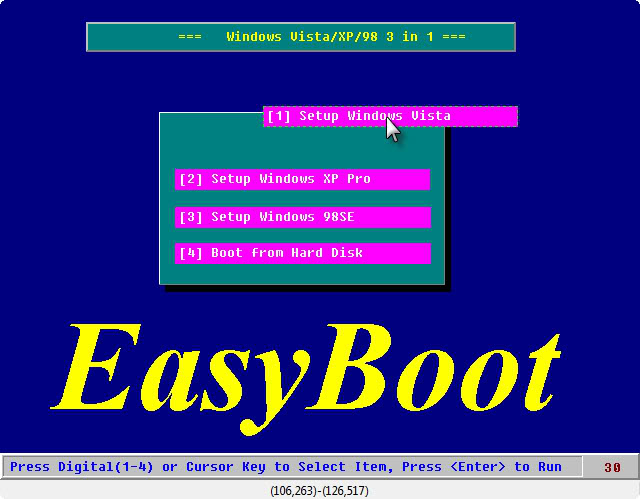 === Windows Vista/XP/98 3 in 1 ===
[1] Setup Windows Vista
[2] Setup Windows XP Pro
[3] Setup Windows 98SE
[4] Boot from Hard Disk
EasyBoot
Press Digital(1-4) or Cursor Key to Select Item, Press <Enter> to Run 30
(106,263)-(126,517)